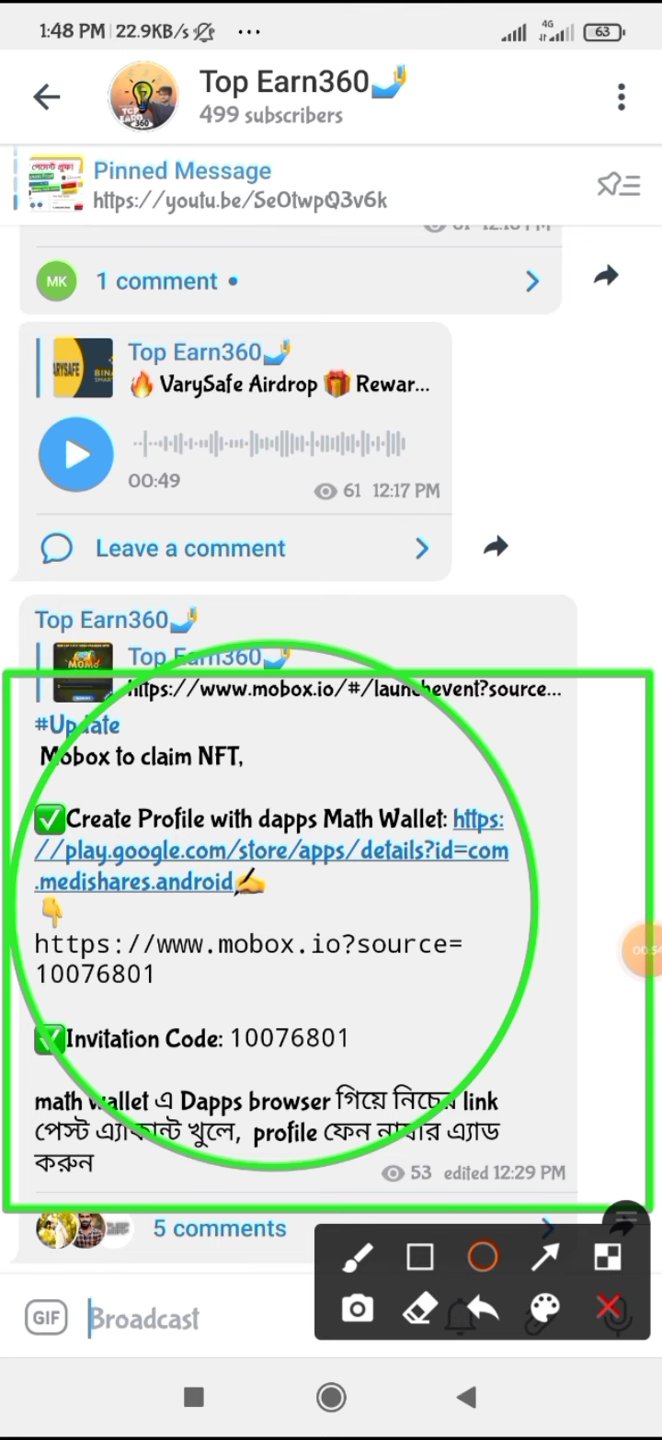 1:48 PM | 22.9KB/s ...
4G
63
Top Earn360
499 subscribers
Pinned Message
https://youtu.be/SeOtwpQ3v6k
MK
1 comment •
Top Earn360
VarySafe Airdrop 🎁 Rewar...
00:49
61 12:17 PM
Leave a comment
Top Earn360
Top Earn360
https://www.mobox.io/#/launchevent?source...
#Update
Mobox to claim NFT,
✅Create Profile with dapps Math Wallet: https:
//play.google.com/store/apps/details?id=com
.medishares.android✍
👇
https://www.mobox.io?source=
10076801
✅Invitation Code: 10076801
math wallet এ Dapps browser গিয়ে নিচের link
পেস্ট এ্যাকান্ট খুলে, profile ফেন নাম্বার এ্যাড
করুন
53 edited 12:29 PM
5 comments
GIF
Broadcast